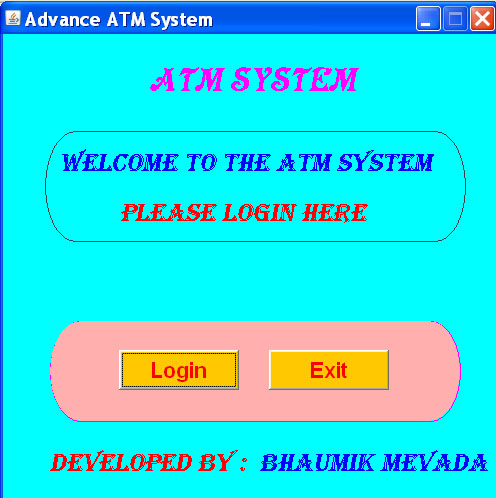 Advance ATM System
ATM SYSTEM
WELCOME TO THE ATM SYSTEM
PLEASE LOGIN HERE
Login Exit
DEVELOPED BY : BHAUMIK MEVADA